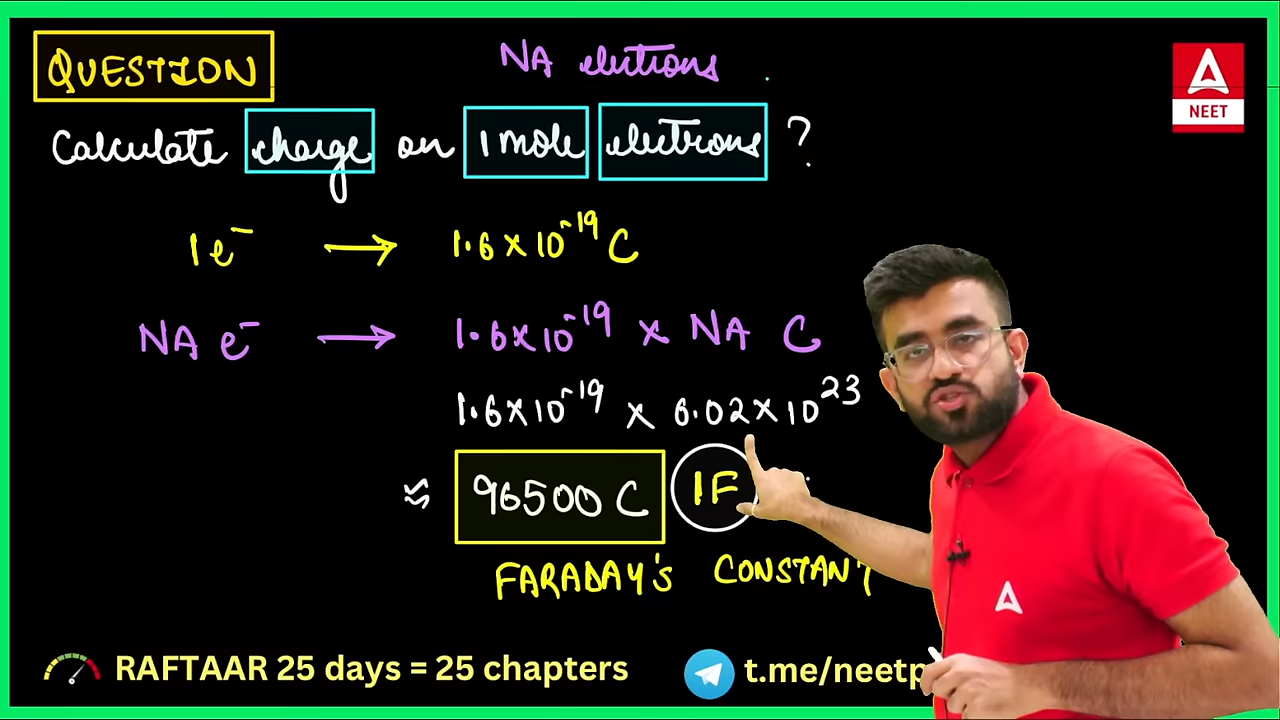 QUESTION
NA electrons
NEET
Calculate charge on 1 mole electrons ?
1e⁻ → 1.6×10⁻¹⁹ C
NA e⁻ → 1.6×10⁻¹⁹ × NA C
1.6×10⁻¹⁹ × 6.02×10²³
≈ 96500 C 1F
FARADAY'S CONSTANT
RAFTAAR 25 days = 25 chapters
t.me/neetp